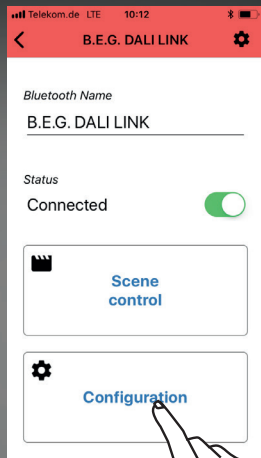 Telekom.de LTE 10:12
B.E.G. DALI LINK
Bluetooth Name
B.E.G. DALI LINK
Status
Connected
Scene
control
Configuration